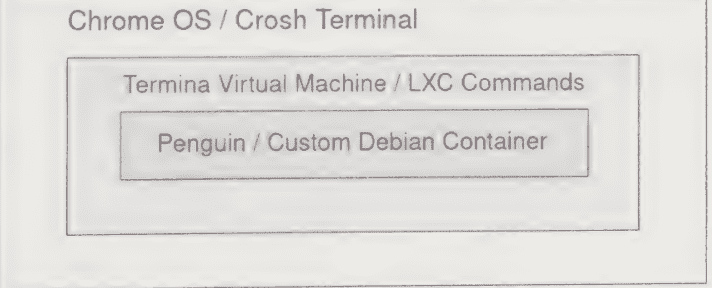 Chrome OS / Crosh Terminal
Termina Virtual Machine / LXC Commands
Penguin / Custom Debian Container